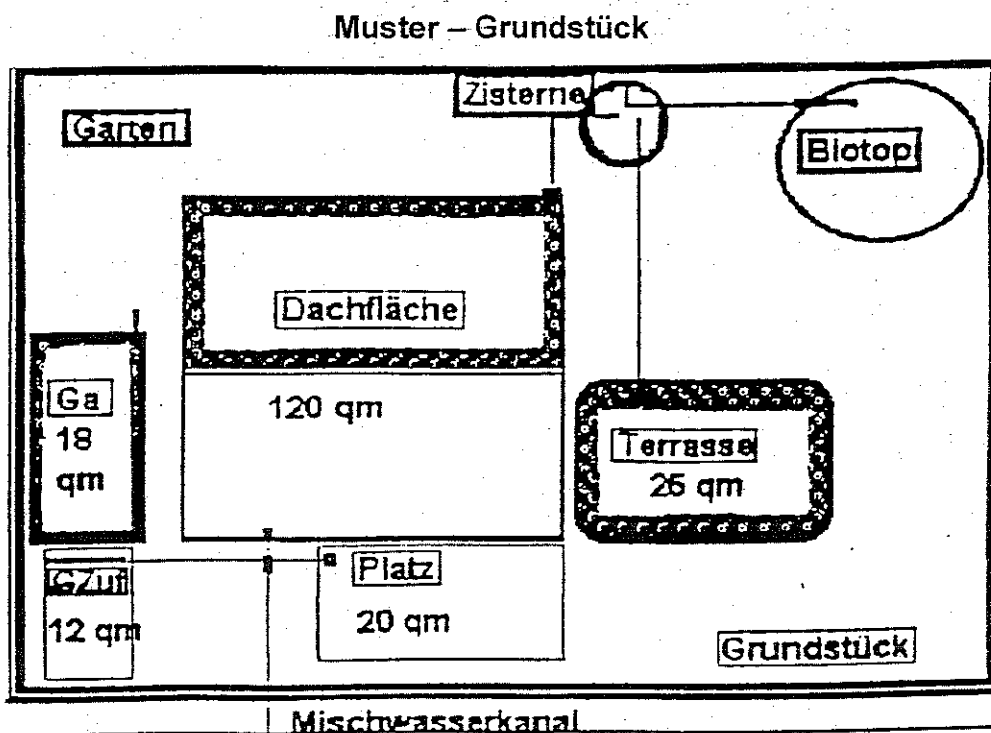 Muster – Grundstück
Zisterne
Garten
Biotop
Dachfläche
Ga
18
qm
120 qm
Terrasse
25 qm
GZuf
12 qm
Platz
20 qm
Grundstück
Mischwasserkanal